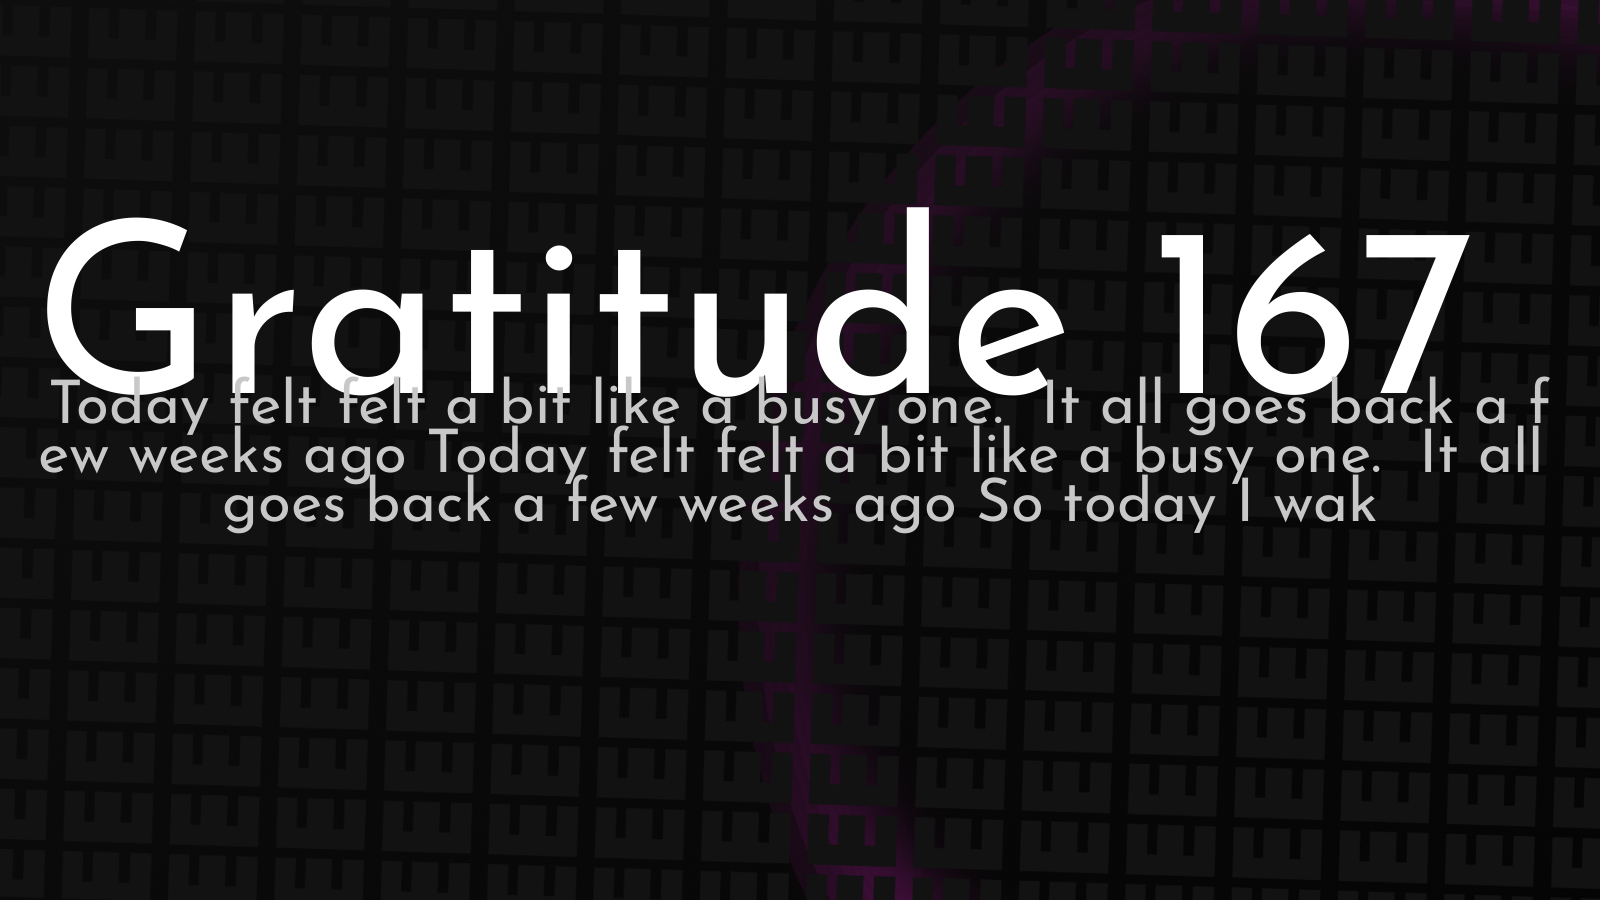 Gratitude 167
Today felt felt a bit like a busy one.  It all goes back a f
ew weeks ago Today felt felt a bit like a busy one.  It all
goes back a few weeks ago So today I wak